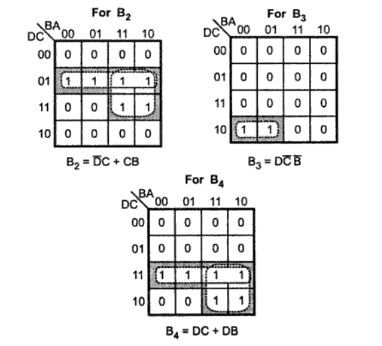 For B₂
BA
DC 00 01 11 10
00 0 0 0 0
01 1 1 1 1
11 0 0 1 1
10 0 0 0 0
B₂ = D̅C + CB
For B₃
BA
DC 00 01 11 10
00 0 0 0 0
01 0 0 0 0
11 0 0 0 0
10 1 1 0 0
B₃ = DC̅ B̅
For B₄
BA
DC 00 01 11 10
00 0 0 0 0
01 0 0 0 0
11 1 1 1 1
10 0 0 1 1
B₄ = DC + DB